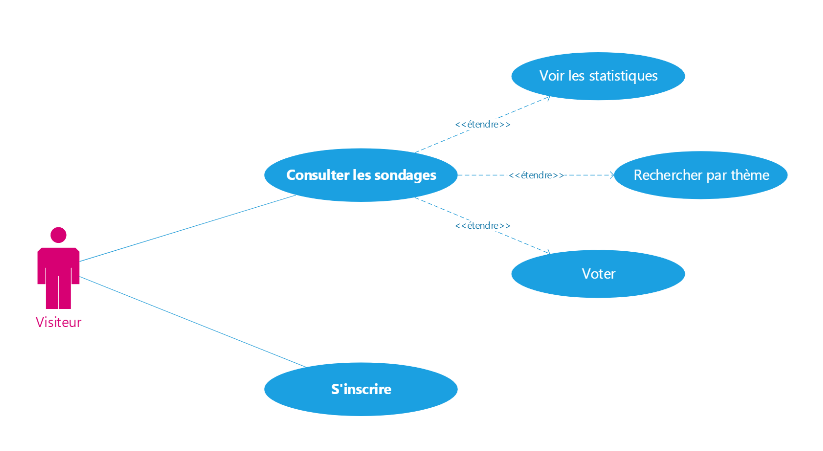 Voir les statistiques
<<étendre>>
Consulter les sondages
<<étendre>>
Rechercher par thème
<<étendre>>
Voter
Visiteur
S'inscrire